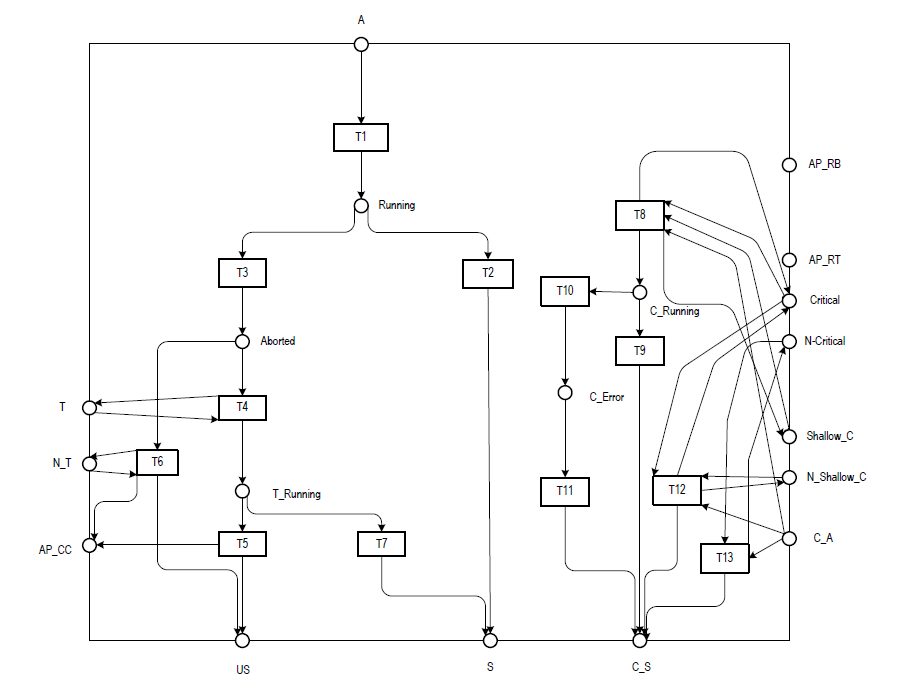 A
T1
AP_RB
Running
T8
AP_RT
T3
T2
T10
Critical
C_Running
Aborted
N-Critical
T9
C_Error
T
T4
Shallow_C
N_T
T6
N_Shallow_C
T_Running
T11
T12
C_A
AP_CC
T5
T7
T13
US
S
C_S